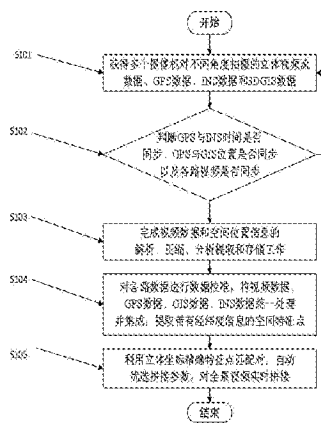 开始
S101
获得多个摄像机对不同角度拍摄的立体视频及
数据、GPS数据、INS数据和3DGIS数据
S102
判断GPS与INS时间是否
同步、GPS与GIS位置是否同步
以及各路视频是否同步
S103
完成视频数据和空间位置信息的
解析、压缩、分析提取和存储工作
S104
对各路数据进行数据校准,将视频数据、
GPS数据、GIS数据、INS数据统一处理
并集成,提取带有经纬度信息的空间特征点
S105
利用立体坐标精确特征点匹配对,自动
优选拼接参数,对全景视频实时拼接
结束